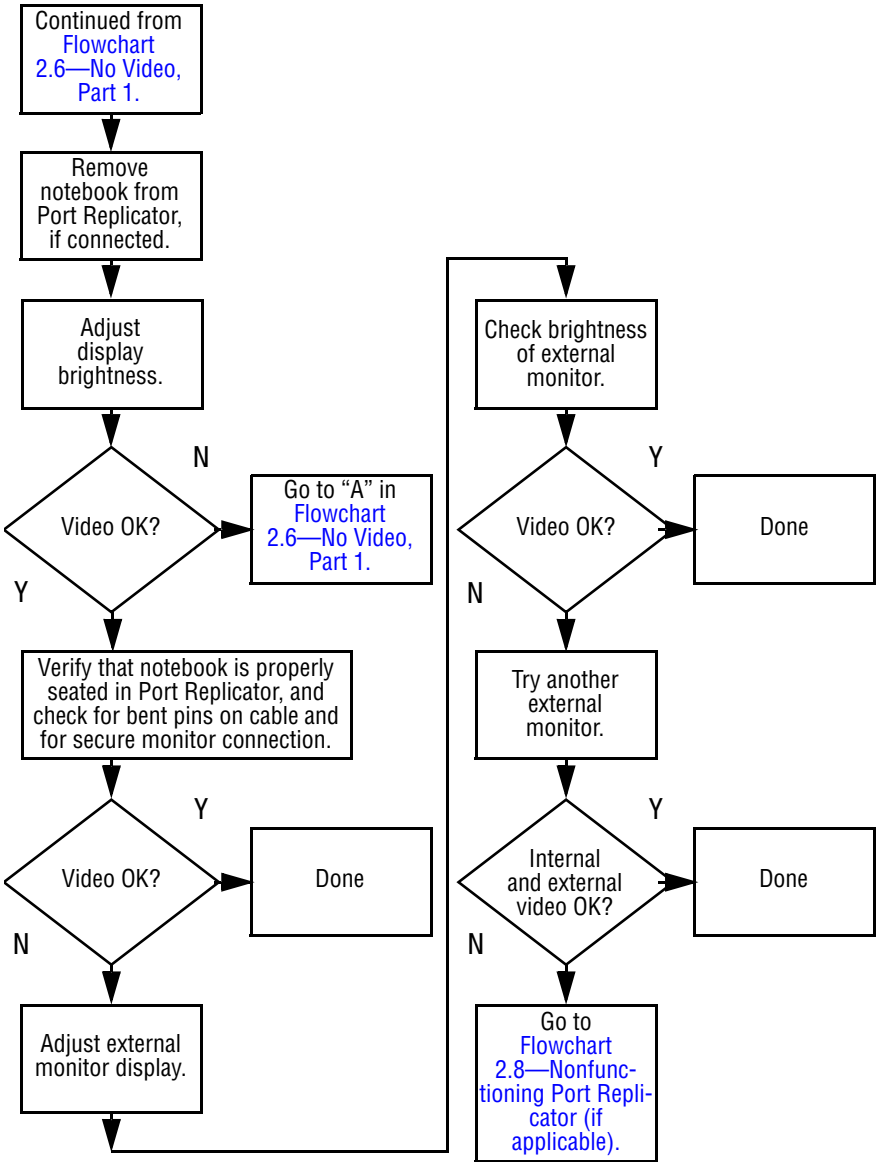 Continued from
Flowchart
2.6—No Video,
Part 1.
Remove
notebook from
Port Replicator,
if connected.
Adjust
display
brightness.
N
Video OK?
Go to “A” in
Flowchart
2.6—No Video,
Part 1.
Y
Verify that notebook is properly
seated in Port Replicator, and
check for bent pins on cable and
for secure monitor connection.
Y
Video OK?
Done
N
Adjust external
monitor display.
Check brightness
of external
monitor.
Y
Video OK?
Done
N
Try another
external
monitor.
Y
Internal
and external
video OK?
Done
N
Go to
Flowchart
2.8—Nonfunc-
tioning Port Repli-
cator (if
applicable).